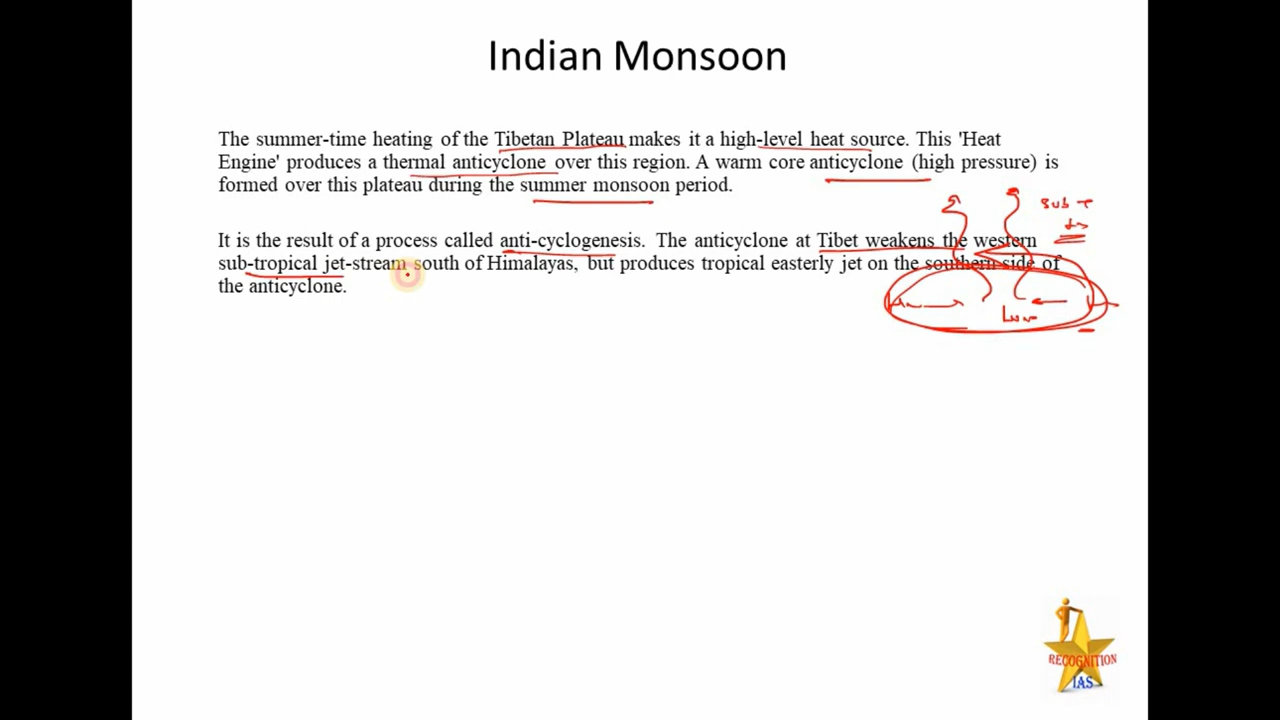 Indian Monsoon
The summer-time heating of the Tibetan Plateau makes it a high-level heat source. This 'Heat
Engine' produces a thermal anticyclone over this region. A warm core anticyclone (high pressure) is
formed over this plateau during the summer monsoon period.
It is the result of a process called anti-cyclogenesis. The anticyclone at Tibet weakens the western
sub-tropical jet-stream south of Himalayas, but produces tropical easterly jet on the southern side of
the anticyclone.
Sub T
Low
RECOGNITION
IAS